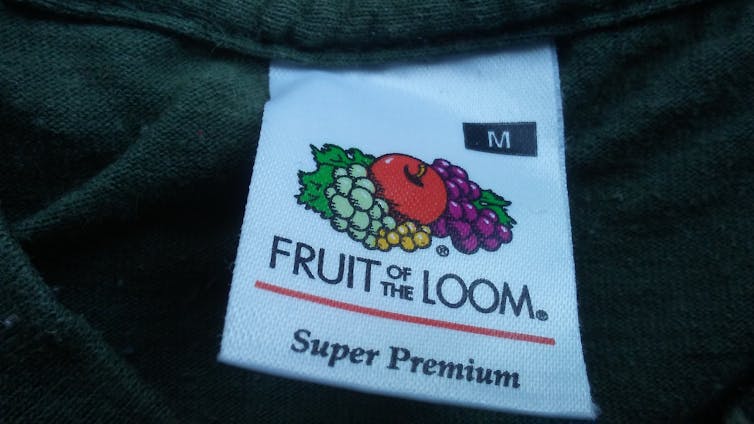 M
®
FRUIT OF THE LOOM®
Super Premium